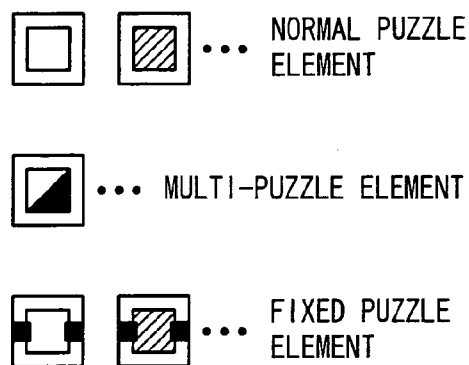 ••• NORMAL PUZZLE
ELEMENT
••• MULTI-PUZZLE ELEMENT
••• FIXED PUZZLE
ELEMENT